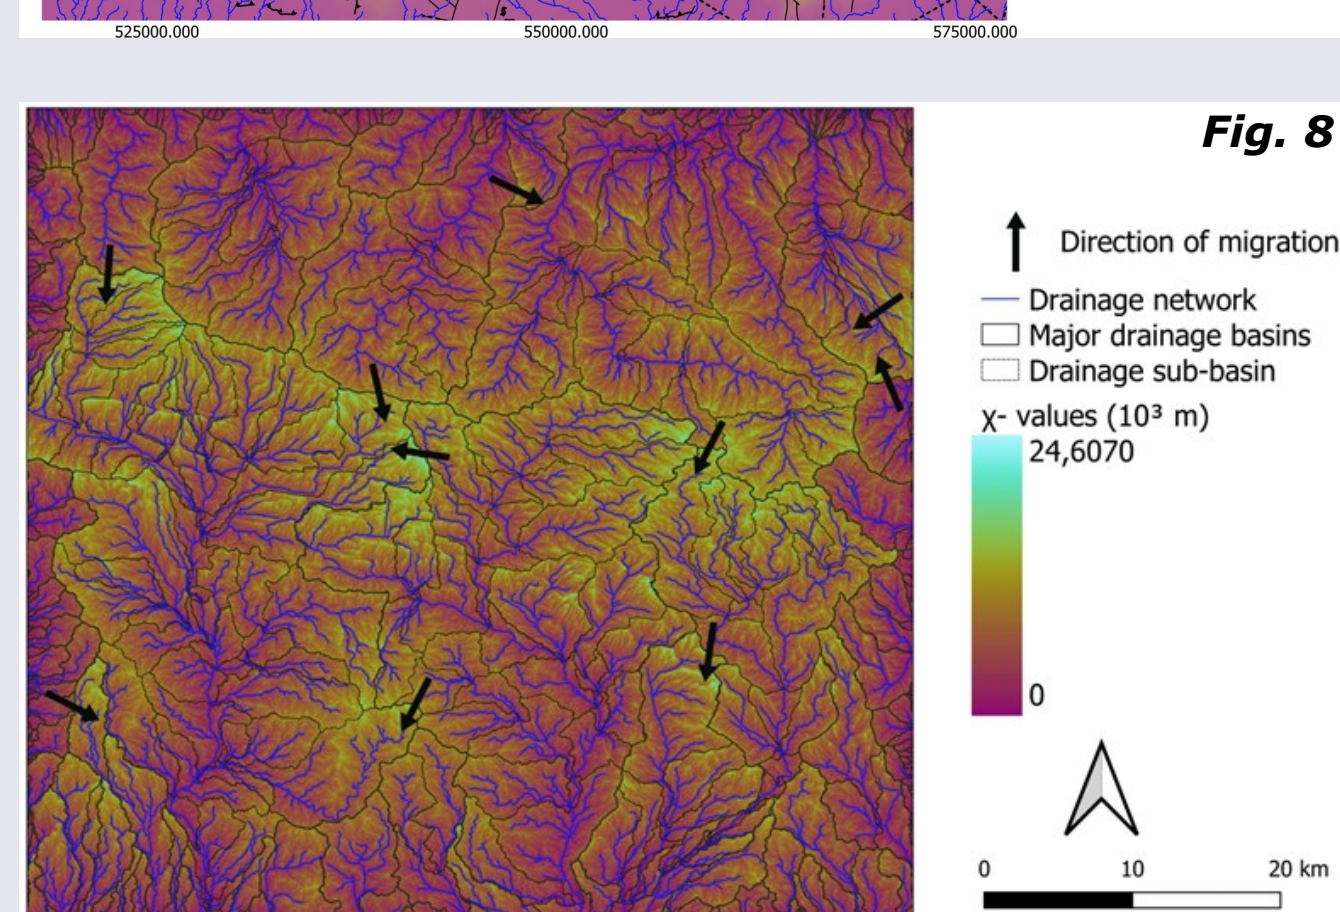 525000.000 550000.000 575000.000
Fig. 8
Direction of migration
Drainage network
Major drainage basins
Drainage sub-basin
χ- values (10³ m)
24,6070
0
0 10 20 km